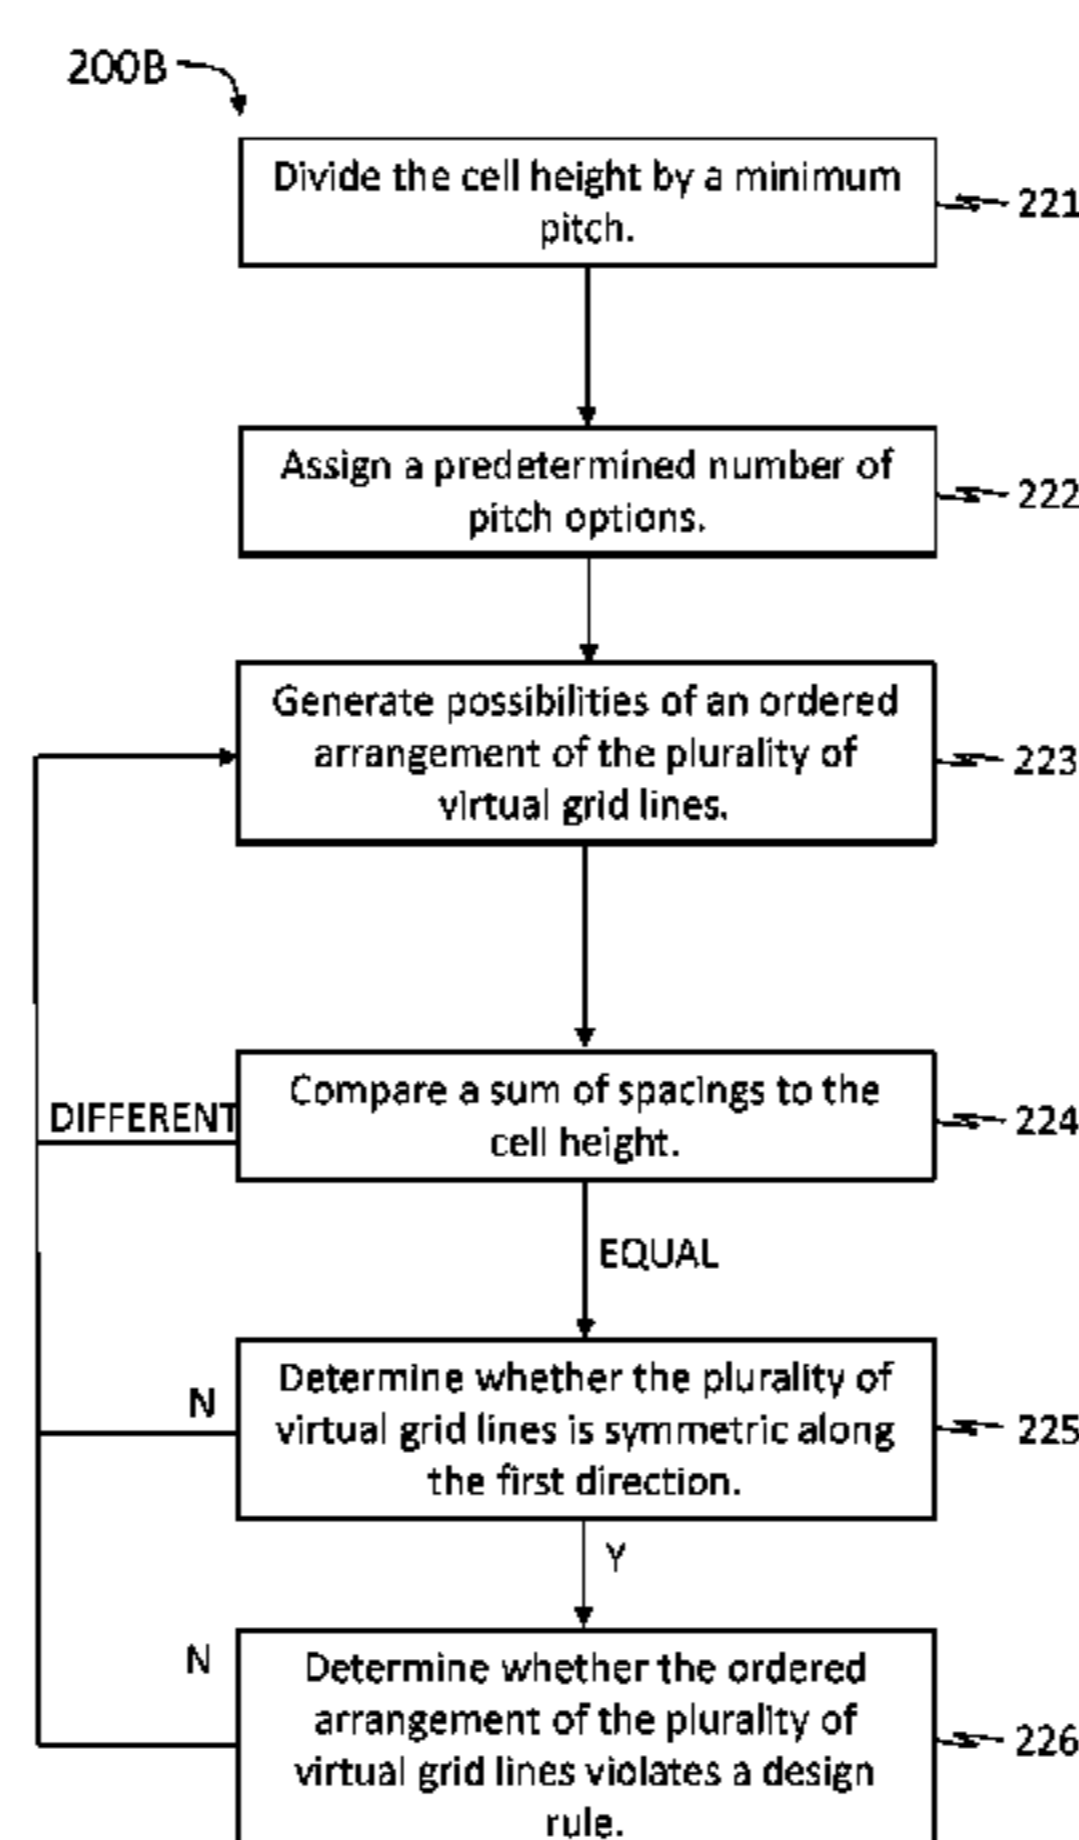 200B
Divide the cell height by a minimum
pitch.
221
Assign a predetermined number of
pitch options.
222
Generate possibilities of an ordered
arrangement of the plurality of
virtual grid lines.
223
Compare a sum of spacings to the
cell height.
224
DIFFERENT
EQUAL
Determine whether the plurality of
virtual grid lines is symmetric along
the first direction.
225
N
Y
Determine whether the ordered
arrangement of the plurality of
virtual grid lines violates a design
rule.
226
N